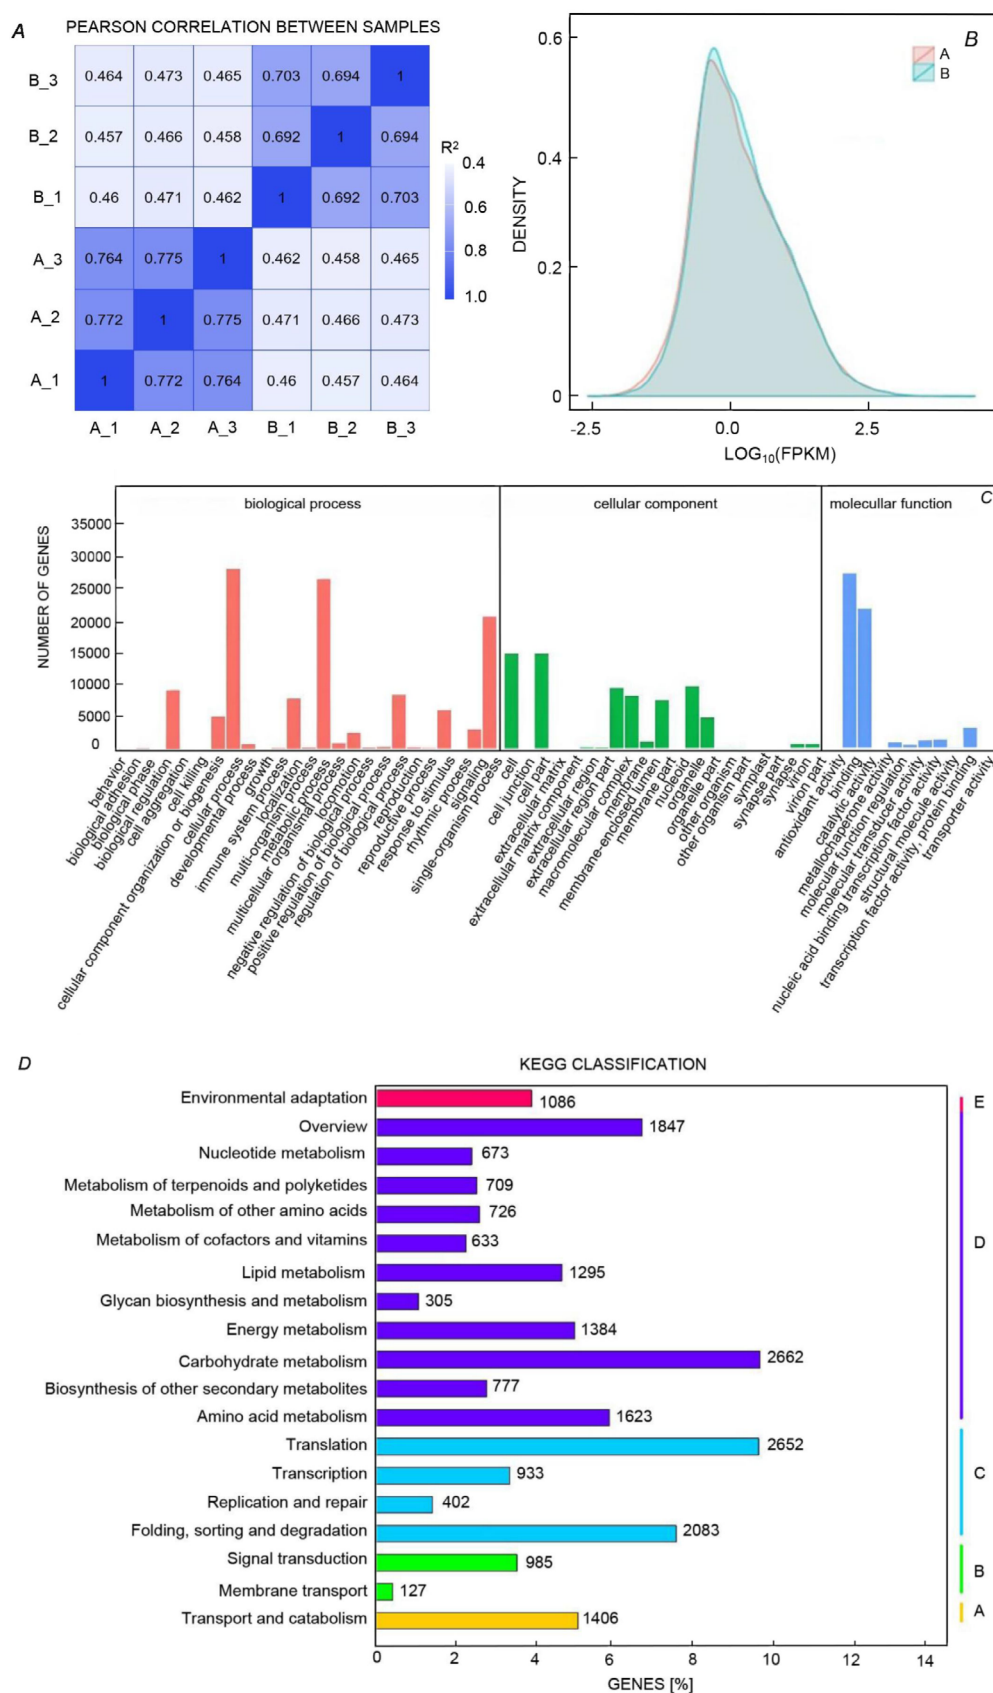 A
PEARSON CORRELATION BETWEEN SAMPLES
B_3 0.464 0.473 0.465 0.703 0.694 1
B_2 0.457 0.466 0.458 0.692 1 0.694
B_1 0.46 0.471 0.462 1 0.692 0.703
A_3 0.764 0.775 1 0.462 0.458 0.465
A_2 0.772 1 0.775 0.471 0.466 0.473
A_1 1 0.772 0.764 0.46 0.457 0.464
A_1 A_2 A_3 B_1 B_2 B_3
R²
0.4
0.6
0.8
1.0
B
A
B
DENSITY
0.6
0.4
0.2
0
-2.5 0.0 2.5
LOG₁₀(FPKM)
C
biological process cellular component molecullar function
NUMBER OF GENES
35000
30000
25000
20000
15000
10000
5000
0
behavior
biological adhesion
biological phase
biological regulation
cell aggregation
cell killing
cellular component organization or biogenesis
cellular process
developmental process
growth
immune system process
localization
locomotion
metabolic process
multi-organism process
multicellular organismal process
negative regulation of biological process
positive regulation of biological process
regulation of biological process
reproduction
reproductive process
response to stimulus
rhythmic process
signaling
single-organism process
cell
cell junction
cell part
extracellular matrix
extracellular matrix component
extracellular region
extracellular region part
macromolecular complex
membrane
membrane-enclosed lumen
membrane part
nucleoid
organelle
organelle part
other organism
other organism part
symplast
synapse part
synapse
virion
virion part
antioxidant activity
binding
catalytic activity
metallochaperone activity
molecular function regulation
molecular transducer activity
nucleic acid binding transcription factor activity
structural molecule activity
transcription factor activity, protein binding
transporter activity
D
KEGG CLASSIFICATION
Environmental adaptation 1086
Overview 1847
Nucleotide metabolism 673
Metabolism of terpenoids and polyketides 709
Metabolism of other amino acids 726
Metabolism of cofactors and vitamins 633
Lipid metabolism 1295
Glycan biosynthesis and metabolism 305
Energy metabolism 1384
Carbohydrate metabolism 2662
Biosynthesis of other secondary metabolites 777
Amino acid metabolism 1623
Translation 2652
Transcription 933
Replication and repair 402
Folding, sorting and degradation 2083
Signal transduction 985
Membrane transport 127
Transport and catabolism 1406
E
D
C
B
A
0 2 4 6 8 10 12 14
GENES [%]